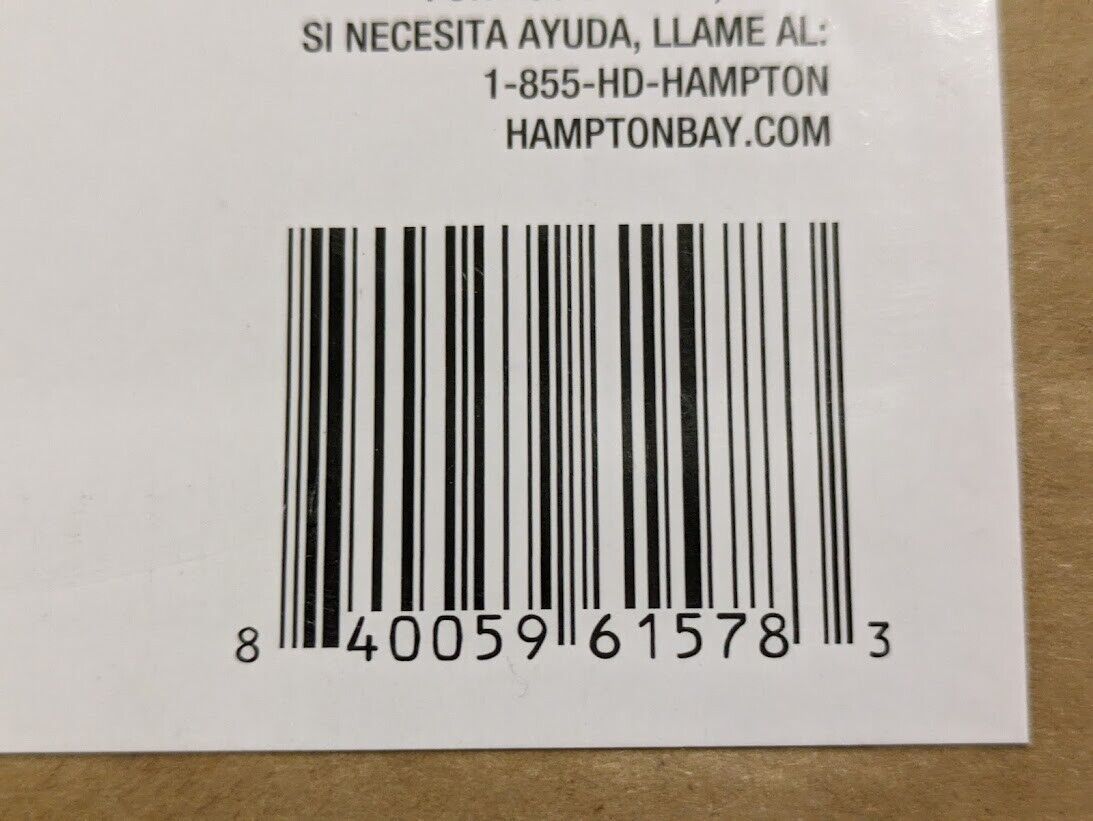 SI NECESITA AYUDA, LLAME AL:
1-855-HD-HAMPTON
HAMPTONBAY.COM
8 40059 61578 3